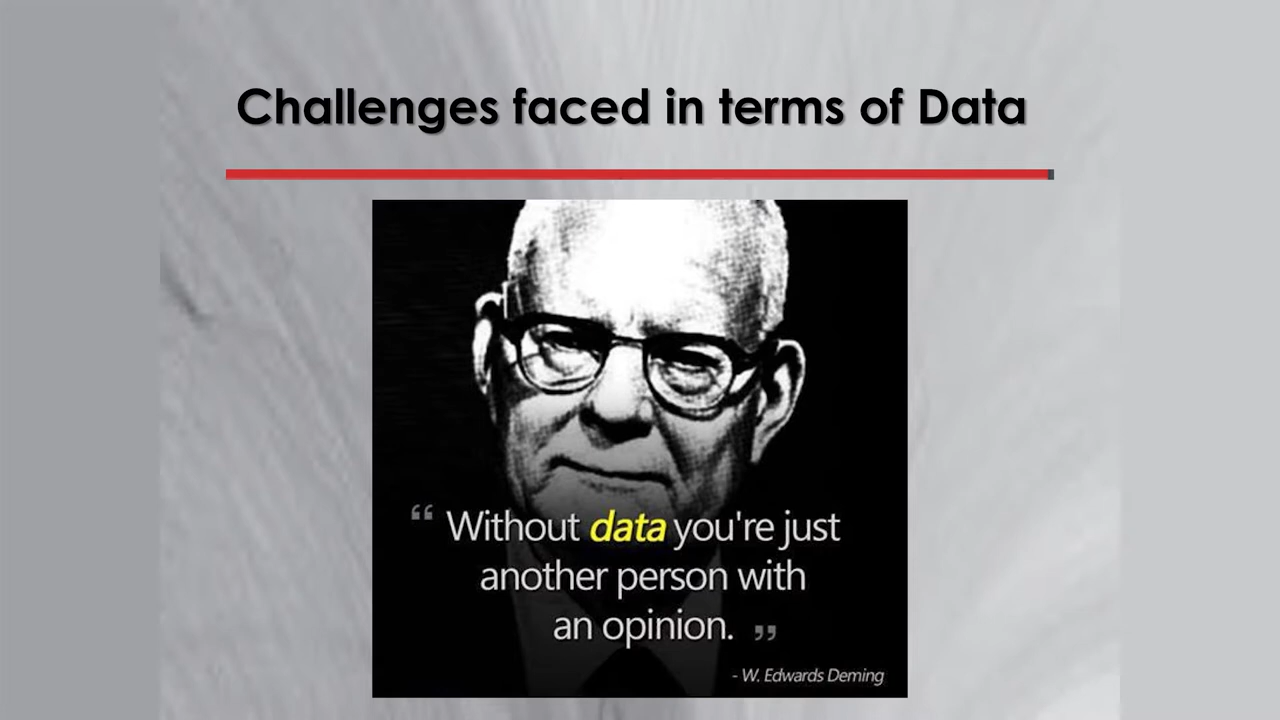 Challenges faced in terms of Data
“ Without data you're just
another person with
an opinion. ”
- W. Edwards Deming